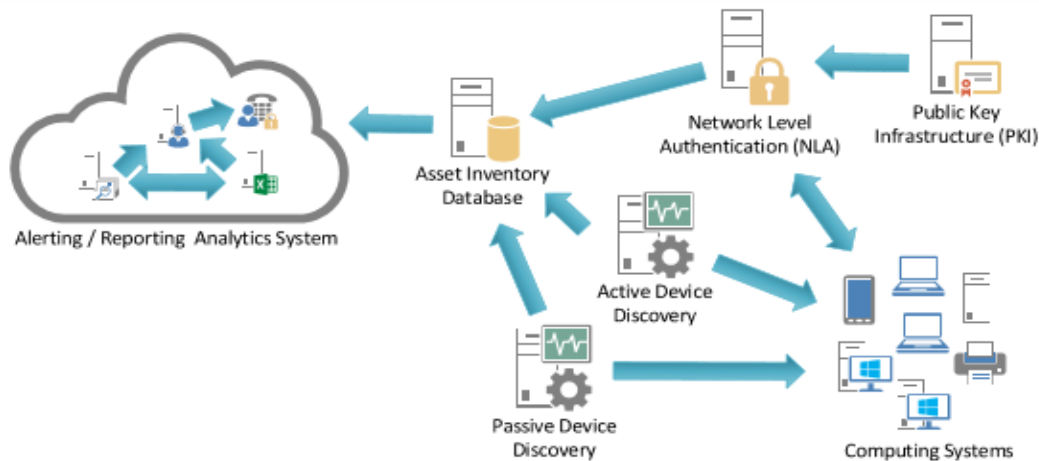 Alerting / Reporting Analytics System
Asset Inventory
Database
Network Level
Authentication (NLA)
Public Key
Infrastructure (PKI)
Active Device
Discovery
Passive Device
Discovery
Computing Systems